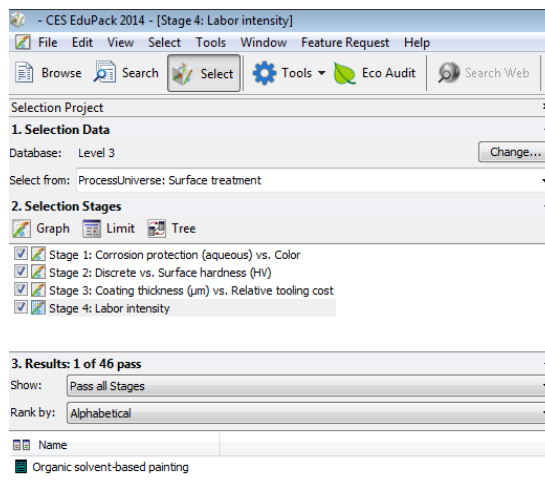 - CES EduPack 2014 - [Stage 4: Labor intensity]
File Edit View Select Tools Window Feature Request Help
Browse Search Select Tools Eco Audit Search Web
Selection Project
1. Selection Data
Database: Level 3 Change...
Select from: ProcessUniverse: Surface treatment
2. Selection Stages
Graph Limit Tree
Stage 1: Corrosion protection (aqueous) vs. Color
Stage 2: Discrete vs. Surface hardness (HV)
Stage 3: Coating thickness (µm) vs. Relative tooling cost
Stage 4: Labor intensity
3. Results: 1 of 46 pass
Show: Pass all Stages
Rank by: Alphabetical
Name
Organic solvent-based painting